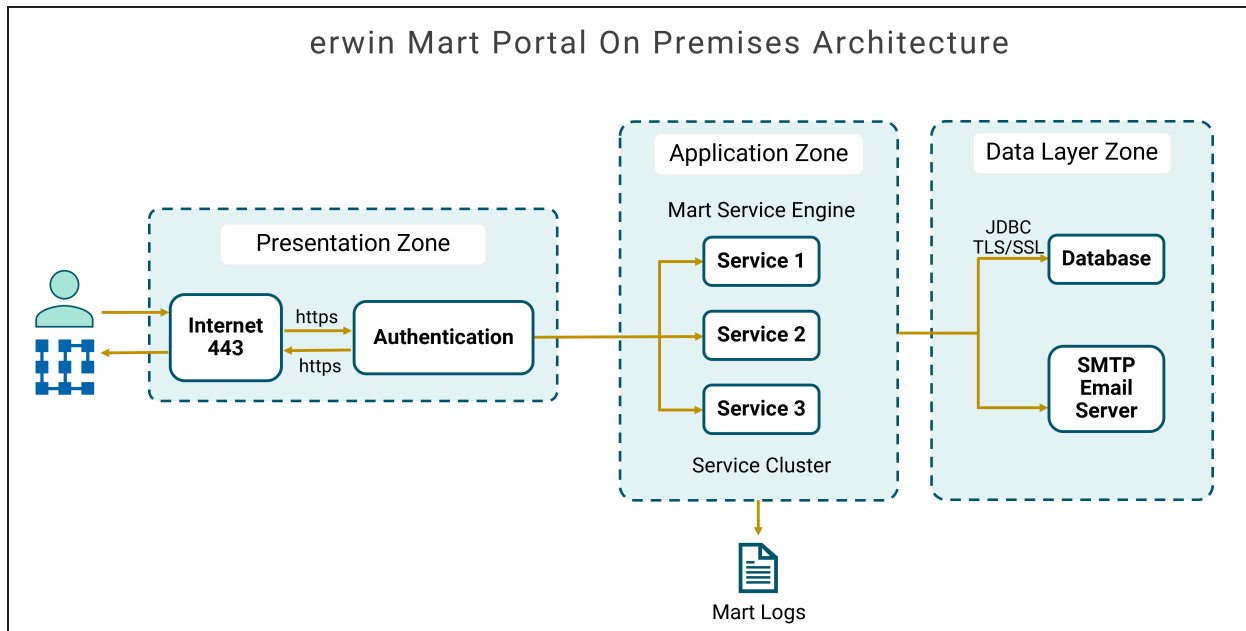 erwin Mart Portal On Premises Architecture
Presentation Zone
Internet
443
https
https
Authentication
Application Zone
Mart Service Engine
Service 1
Service 2
Service 3
Service Cluster
Mart Logs
Data Layer Zone
JDBC
TLS/SSL
Database
SMTP
Email
Server